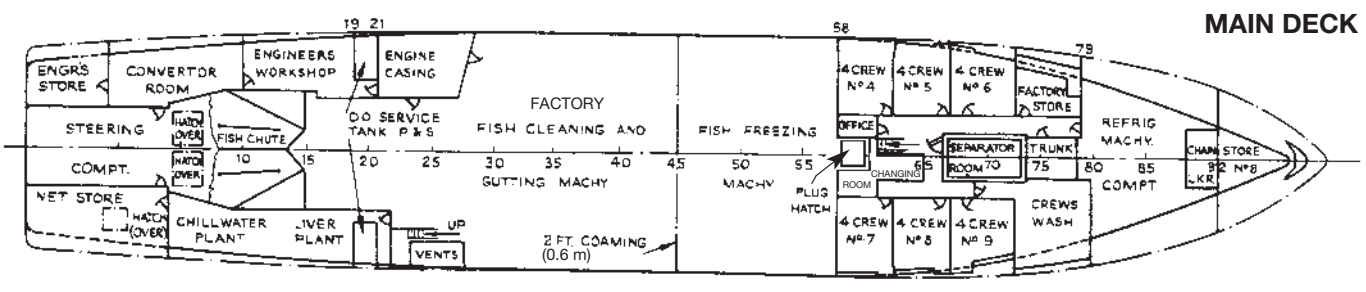 MAIN DECK
19 21
58
79
ENGRS
STORE
CONVERTOR
ROOM
ENGINEERS
WORKSHOP
ENGINE
CASING
4 CREW
Nº 4
4 CREW
Nº 5
4 CREW
Nº 6
FACTORY
STORE
STEERING
COMPT.
HATCH
OVER
HATCH
OVER
FISH CHUTE
D.O SERVICE
TANK P & S
FACTORY
FISH CLEANING AND
GUTTING MACHY
FISH FREEZING
MACHY
OFFICE
CHANGING
ROOM
PLUG
HATCH
SEPARATOR
ROOM
TRUNK
REFRIG
MACHY.
COMPT
CHAIN
LKR.
STORE Nº 8
10 15 20 25 30 35 40 45 50 55 65 70 75 80 85 92
NET STORE
HATCH
(OVER)
CHILLWATER
PLANT
LIVER
PLANT
UP
VENTS
2 FT. COAMING
(0.6 m)
4 CREW
Nº 7
4 CREW
Nº 8
4 CREW
Nº 9
CREWS
WASH